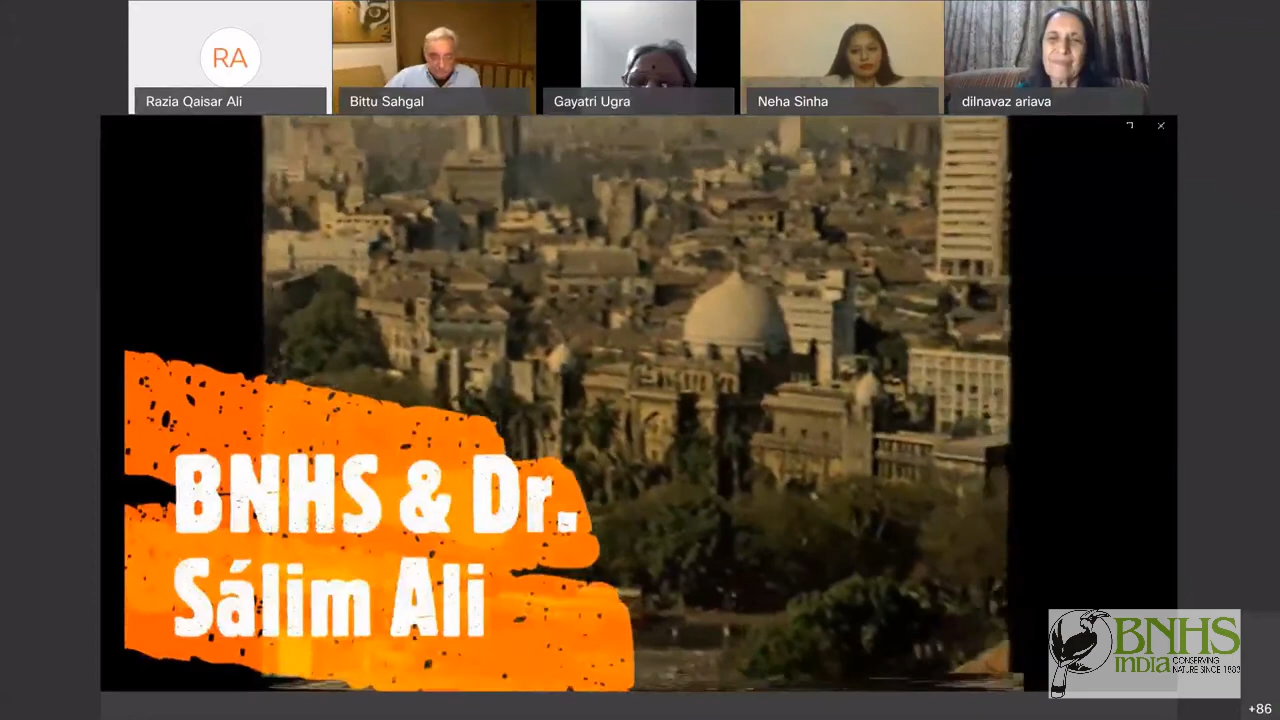 RA
Razia Qaisar Ali
Bittu Sahgal
Gayatri Ugra
Neha Sinha
dilnavaz ariava
BNHS & Dr.
Sálim Ali
BNHS
INDIA
CONSERVING
NATURE SINCE 1883
+86